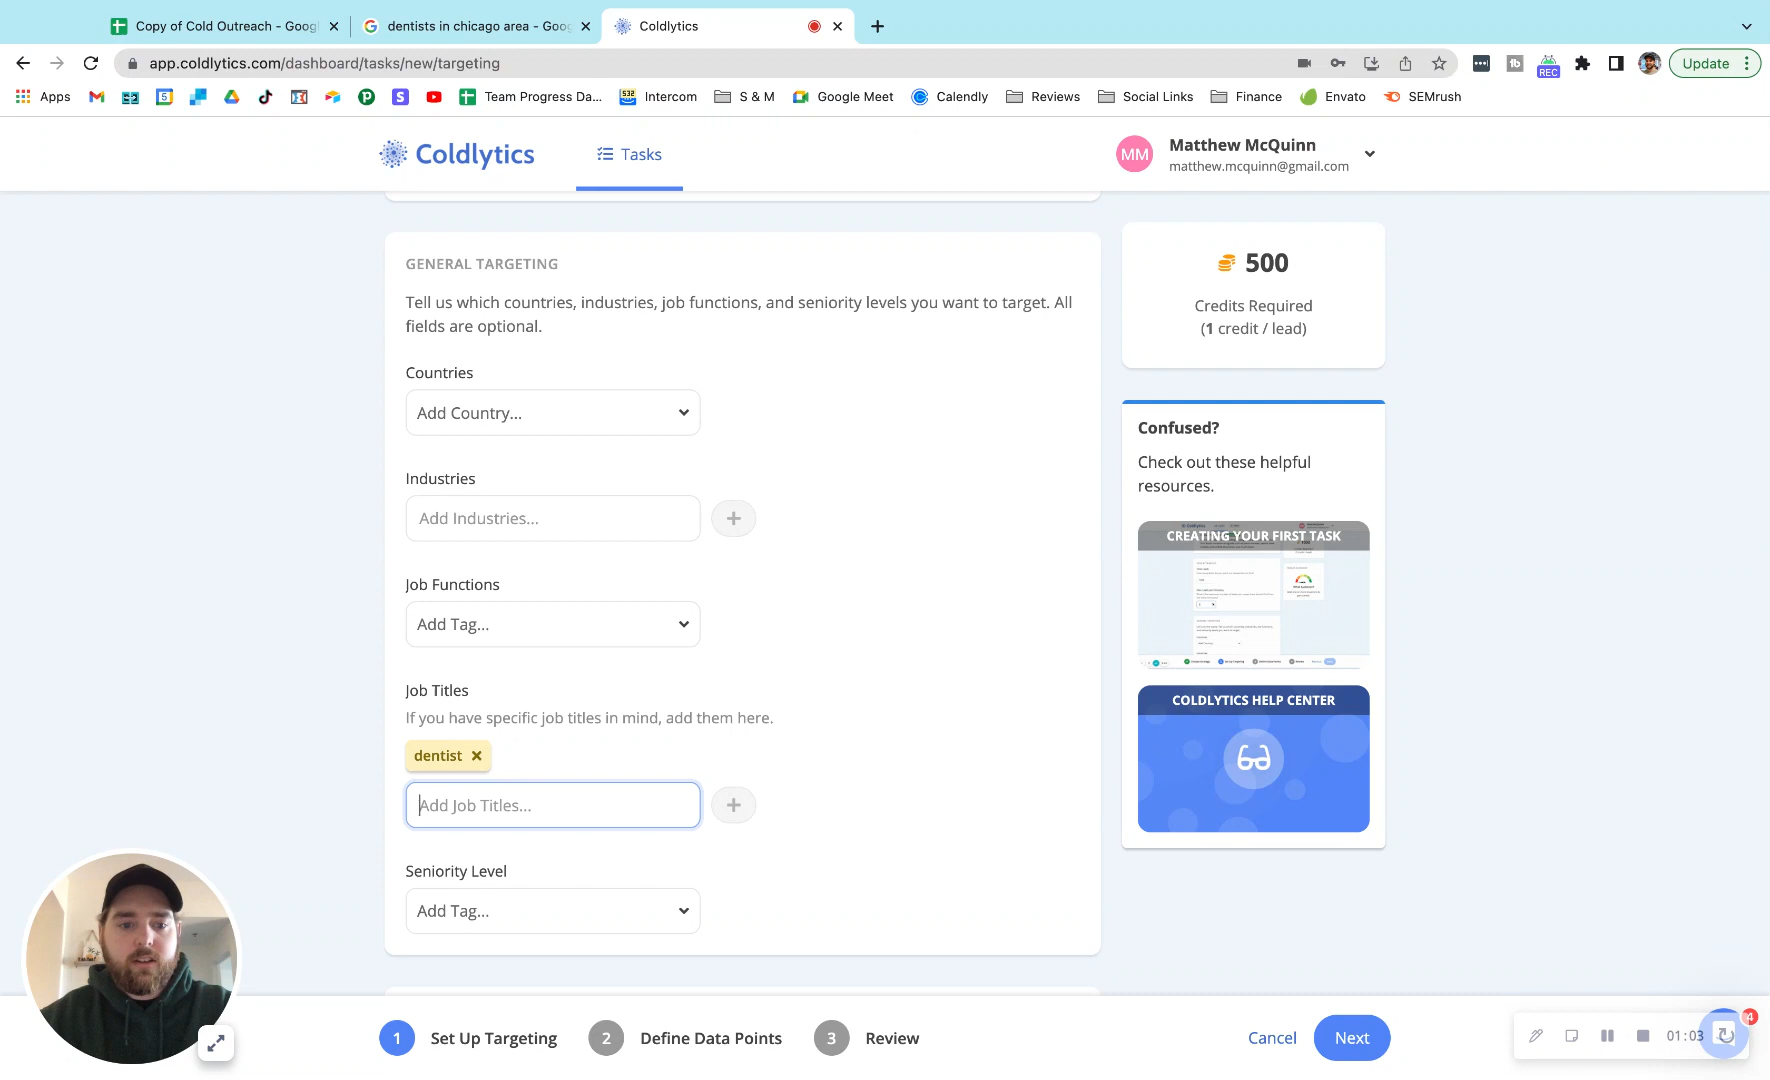 Copy of Cold Outreach - Goog
dentists in chicago area - Goo
Coldlytics
app.coldlytics.com/dashboard/tasks/new/targeting
REC
Update
Apps
5
S
Team Progress Da...
Intercom
S & M
Google Meet
Calendly
Reviews
Social Links
Finance
Envato
SEMrush
Coldlytics
Tasks
MM
Matthew McQuinn
matthew.mcquinn@gmail.com
GENERAL TARGETING
Tell us which countries, industries, job functions, and seniority levels you want to target. All
fields are optional.
Countries
Add Country...
Industries
Add Industries...
Job Functions
Add Tag...
Job Titles
If you have specific job titles in mind, add them here.
dentist
Add Job Titles...
Seniority Level
Add Tag...
500
Credits Required
(1 credit / lead)
Confused?
Check out these helpful
resources.
CREATING YOUR FIRST TASK
COLDLYTICS HELP CENTER
1 Set Up Targeting
2 Define Data Points
3 Review
Cancel
Next
01:03
4